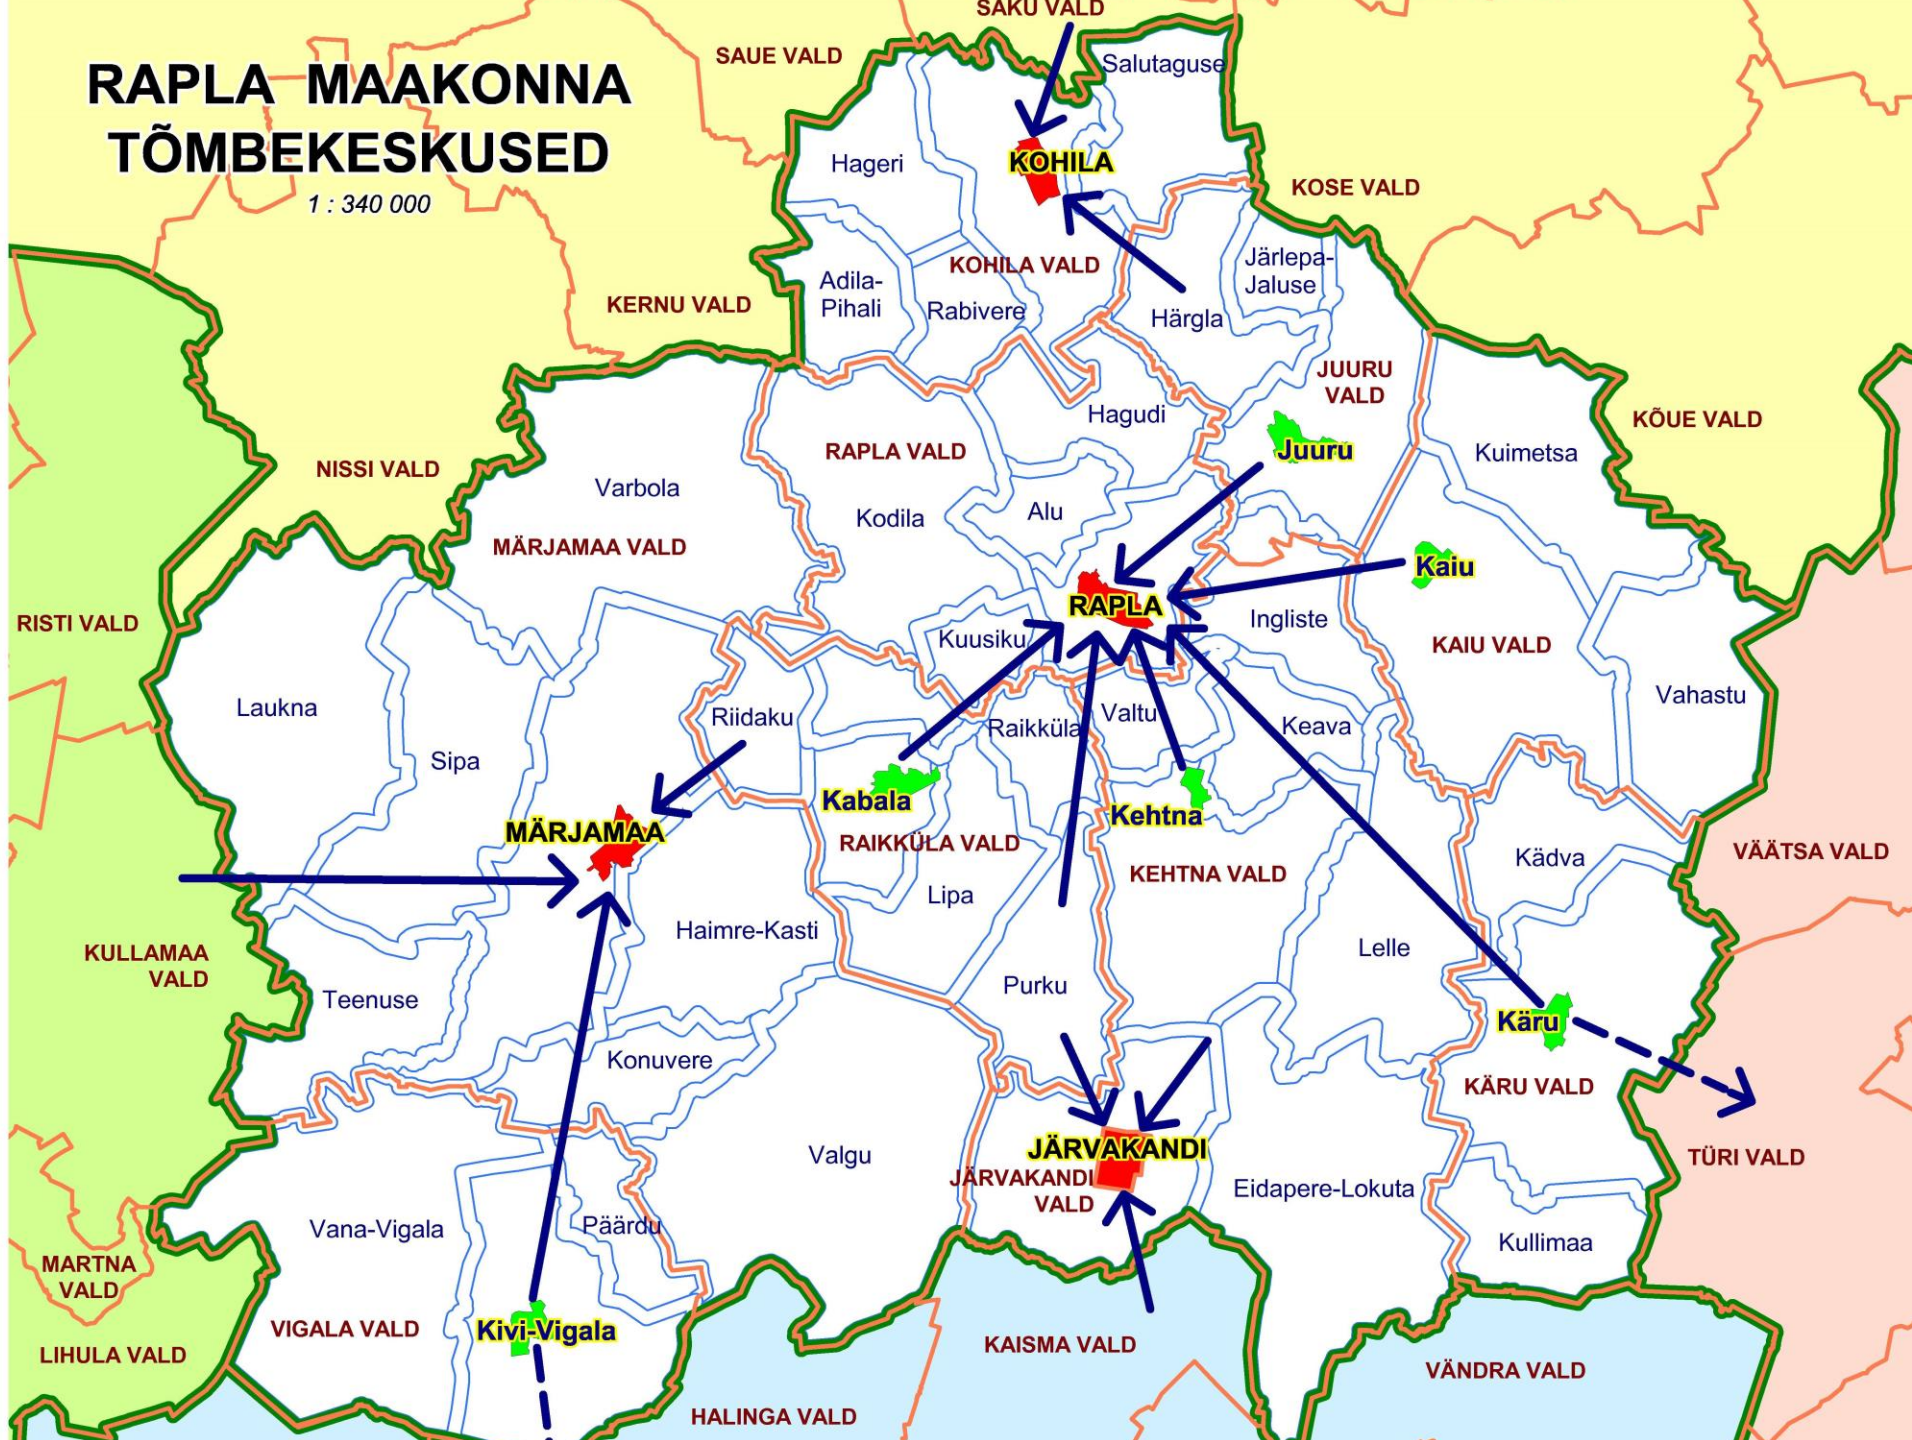 SAKU VALD
SAUE VALD
Salutaguse
RAPLA MAAKONNA
TÕMBEKESKUSED
1 : 340 000
Hageri
KOHILA
KOSE VALD
KOHILA VALD
Järlepa-
Jaluse
Adila-
Pihali
KERNU VALD
Rabivere
Härgla
JUURU
VALD
Hagudi
KÕUE VALD
RAPLA VALD
Juuru
Kuimetsa
NISSI VALD
Varbola
Kodila
Alu
MÄRJAMAA VALD
Kaiu
RAPLA
Ingliste
RISTI VALD
Kuusiku
KAIU VALD
Laukna
Riidaku
Raikküla
Valtu
Keava
Vahastu
Sipa
Kabala
Kehtna
MÄRJAMAA
RAIKKÜLA VALD
KEHTNA VALD
Kädva
VÄÄTSA VALD
Lipa
Haimre-Kasti
Lelle
KULLAMAA
VALD
Teenuse
Purku
Käru
Konuvere
KÄRU VALD
Valgu
JÄRVAKANDI
TÜRI VALD
JÄRVAKANDI
VALD
Eidapere-Lokuta
Vana-Vigala
Päärdu
Kullimaa
MARTNA
VALD
VIGALA VALD
Kivi-Vigala
KAISMA VALD
LIHULA VALD
VÄNDRA VALD
HALINGA VALD